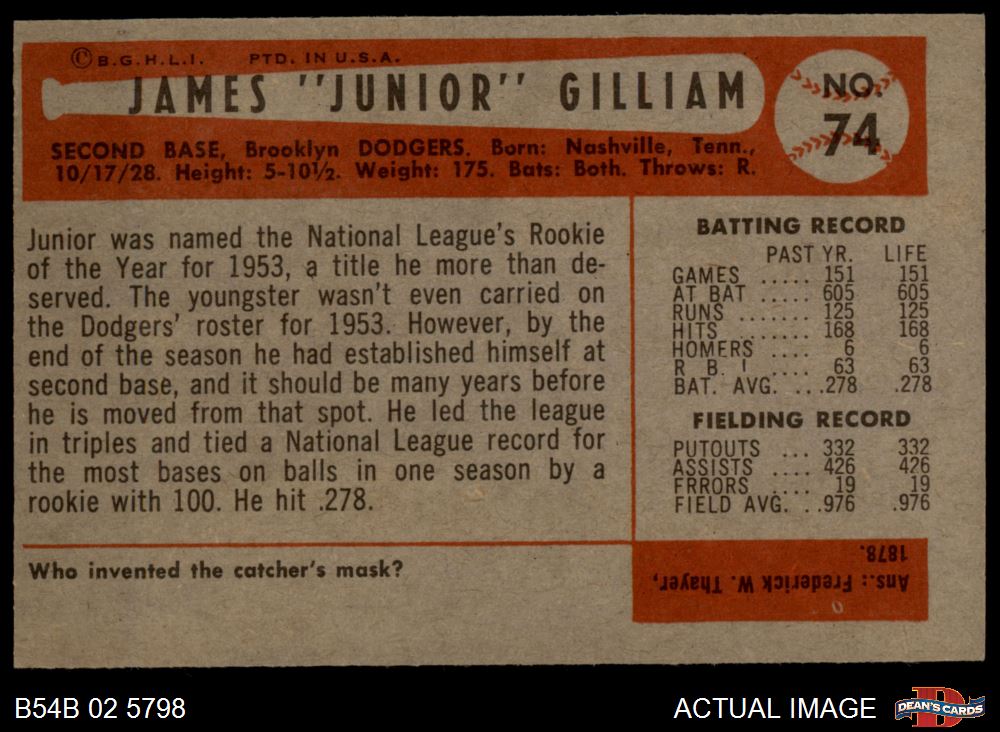 ©B.G.H.L.I. PTD. IN U.S.A.
JAMES "JUNIOR" GILLIAM
NO.
74
SECOND BASE, Brooklyn DODGERS. Born: Nashville, Tenn.,
10/17/28. Height: 5-10½. Weight: 175. Bats: Both. Throws: R.
Junior was named the National League's Rookie
of the Year for 1953, a title he more than de-
served. The youngster wasn't even carried on
the Dodgers' roster for 1953. However, by the
end of the season he had established himself at
second base, and it should be many years before
he is moved from that spot. He led the league
in triples and tied a National League record for
the most bases on balls in one season by a
rookie with 100. He hit .278.
BATTING RECORD
PAST YR. LIFE
GAMES ..... 151 151
AT BAT ..... 605 605
RUNS ....... 125 125
HITS ....... 168 168
HOMERS .... 6 6
R B I .... 63 63
BAT. AVG. ... .278 .278
FIELDING RECORD
PUTOUTS ... 332 332
ASSISTS .... 426 426
FRRORS .... 19 19
FIELD AVG. . .976 .976
Who invented the catcher's mask?
Ans.: Frederick W. Thayer,
1878.
B54B 02 5798
ACTUAL IMAGE
D
DEAN'S CARDS